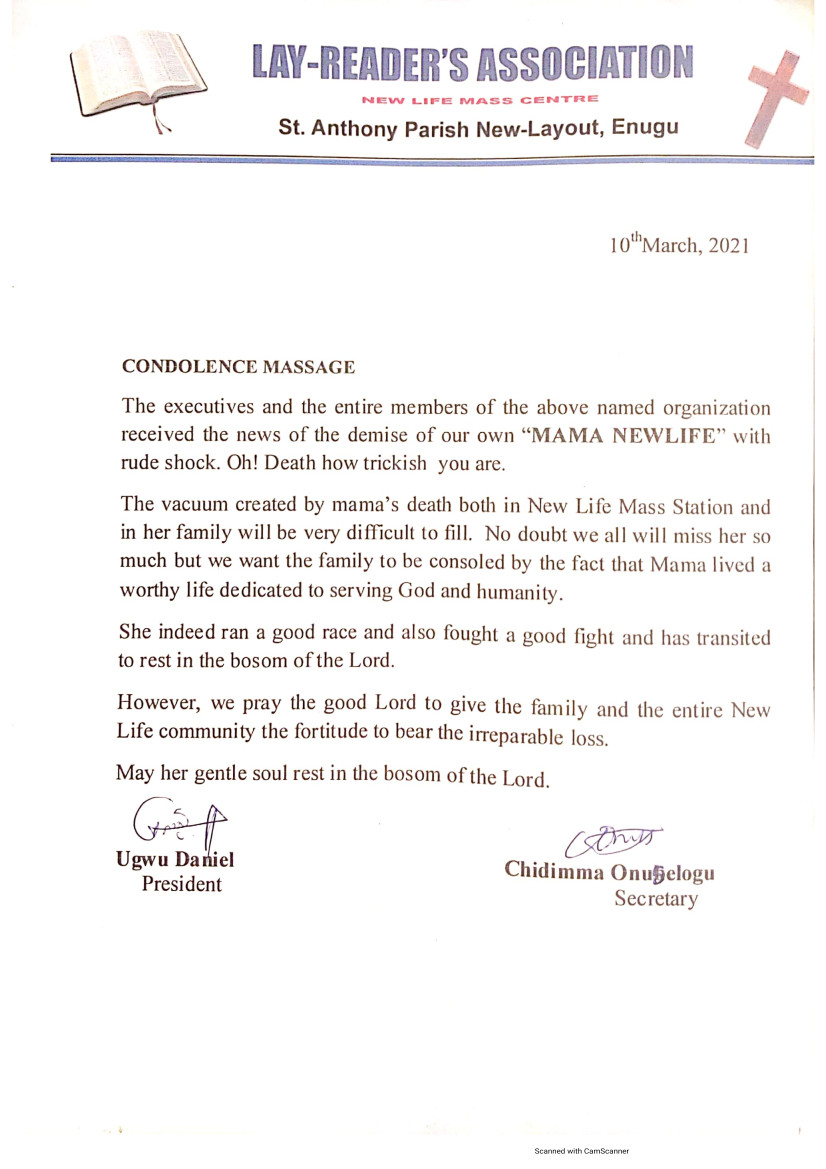 LAY-READER'S ASSOCIATION
NEW LIFE MASS CENTRE
St. Anthony Parish New-Layout, Enugu
10thMarch, 2021
CONDOLENCE MASSAGE
The executives and the entire members of the above named organization
received the news of the demise of our own “MAMA NEWLIFE” with
rude shock. Oh! Death how trickish you are.
The vacuum created by mama's death both in New Life Mass Station and
in her family will be very difficult to fill. No doubt we all will miss her so
much but we want the family to be consoled by the fact that Mama lived a
worthy life dedicated to serving God and humanity.
She indeed ran a good race and also fought a good fight and has transited
to rest in the bosom of the Lord.
However, we pray the good Lord to give the family and the entire New
Life community the fortitude to bear the irreparable loss.
May her gentle soul rest in the bosom of the Lord.
Ugwu Daniel
President
Chidimma
Secretary
Scanned with CamScanner